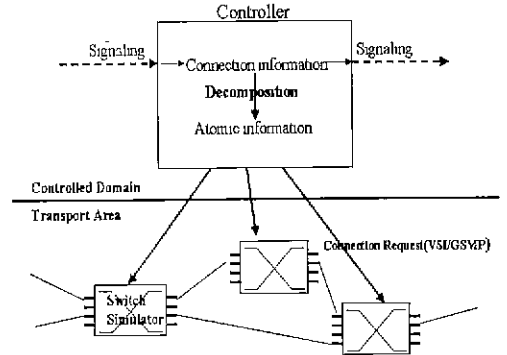 Controller
Signaling
Signaling
Connection information
Decomposition
Atomic information
Controlled Domain
Transport Area
Connection Request(VSI/GSMP)
Switch
Simulator